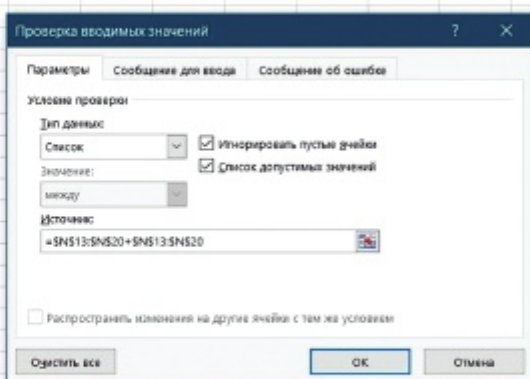 Проверка вводимых значений ? ×
Параметры Сообщение для ввода Сообщение об ошибке
Условие проверки
Тип данных:
Список Игнорировать пустые ячейки
Значение: Список допустимых значений
между
Источник:
=$N$13:$N$20+$N$13:$N$20
Распространить изменения на другие ячейки с тем же условием
Очистить все ОК Отмена